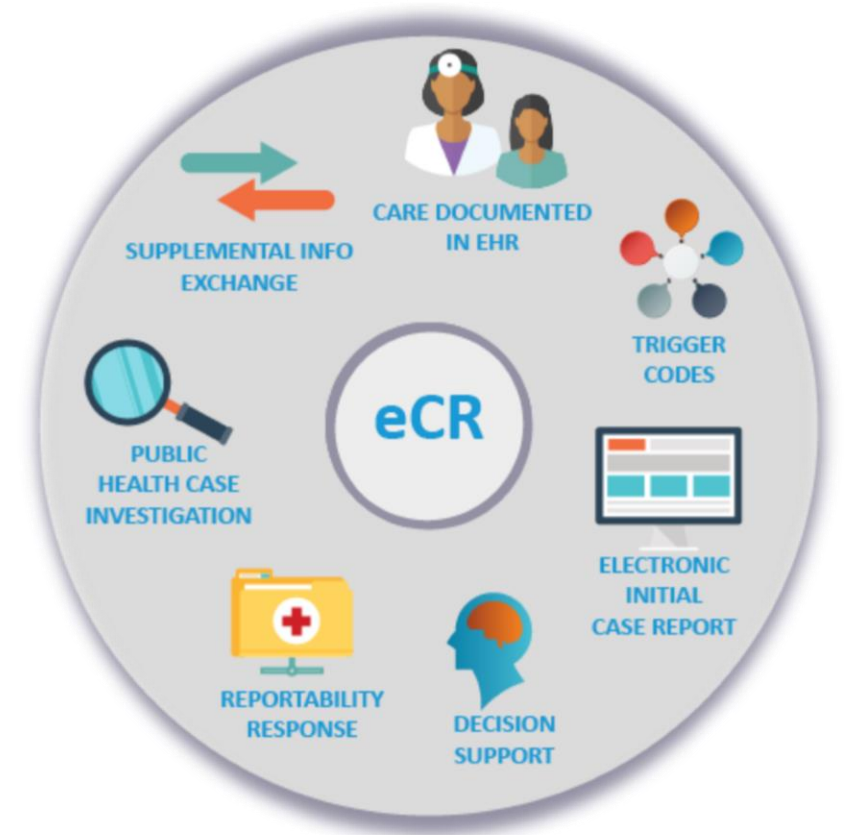 CARE DOCUMENTED
IN EHR
TRIGGER
CODES
ELECTRONIC
INITIAL
CASE REPORT
DECISION
SUPPORT
REPORTABILITY
RESPONSE
PUBLIC
HEALTH CASE
INVESTIGATION
SUPPLEMENTAL INFO
EXCHANGE
eCR